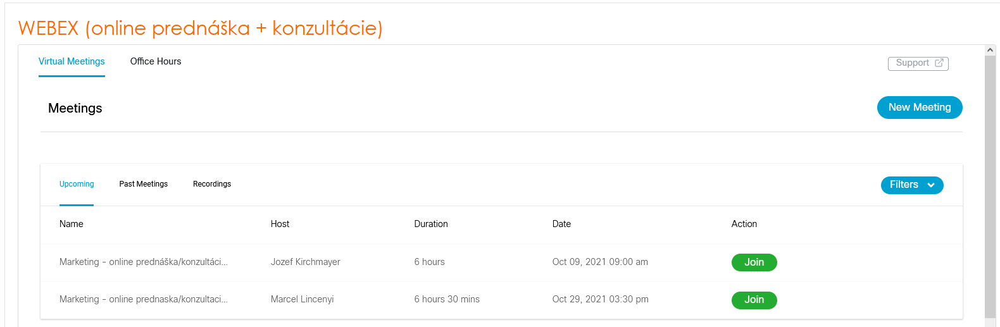 WEBEX (online prednáška + konzultácie)
Virtual Meetings Office Hours Support
Meetings New Meeting
Upcoming Past Meetings Recordings Filters
Name Host Duration Date Action
Marketing - online prednáška/konzultáci... Jozef Kirchmayer 6 hours Oct 09, 2021 09:00 am Join
Marketing - online prednaska/konzultaci... Marcel Lincenyi 6 hours 30 mins Oct 29, 2021 03:30 pm Join